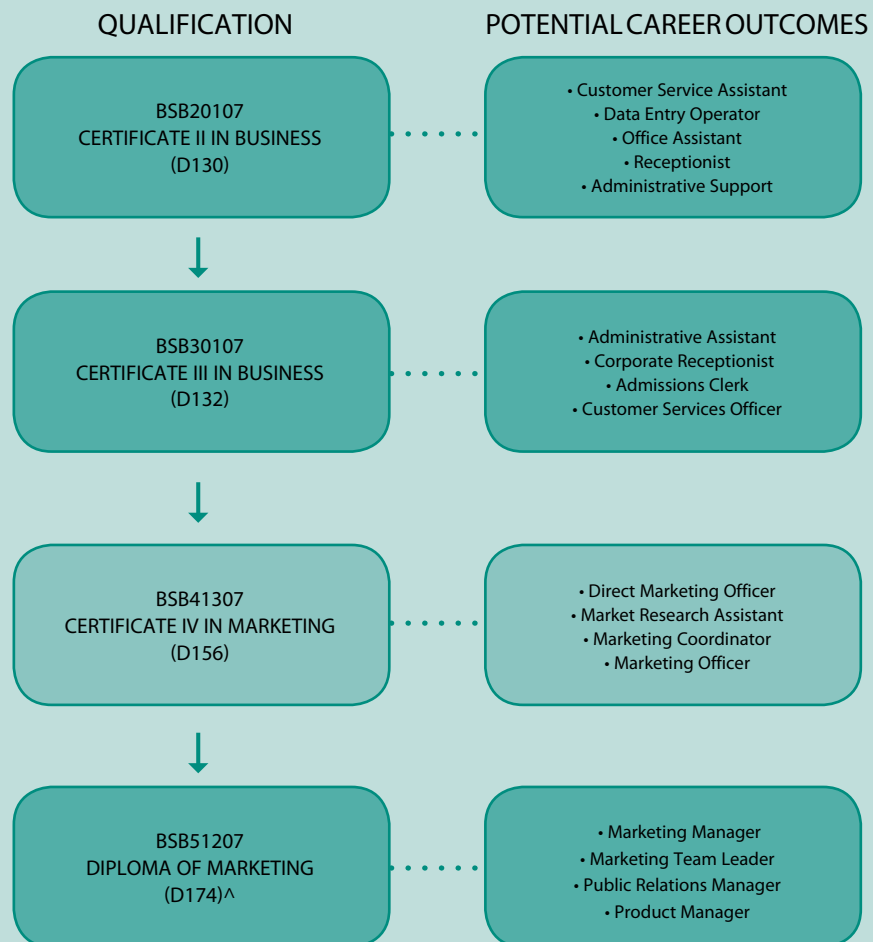 QUALIFICATION
POTENTIAL CAREER OUTCOMES
BSB20107
CERTIFICATE II IN BUSINESS
(D130)
• Customer Service Assistant
• Data Entry Operator
• Office Assistant
• Receptionist
• Administrative Support
BSB30107
CERTIFICATE III IN BUSINESS
(D132)
• Administrative Assistant
• Corporate Receptionist
• Admissions Clerk
• Customer Services Officer
BSB41307
CERTIFICATE IV IN MARKETING
(D156)
• Direct Marketing Officer
• Market Research Assistant
• Marketing Coordinator
• Marketing Officer
BSB51207
DIPLOMA OF MARKETING
(D174)^
• Marketing Manager
• Marketing Team Leader
• Public Relations Manager
• Product Manager